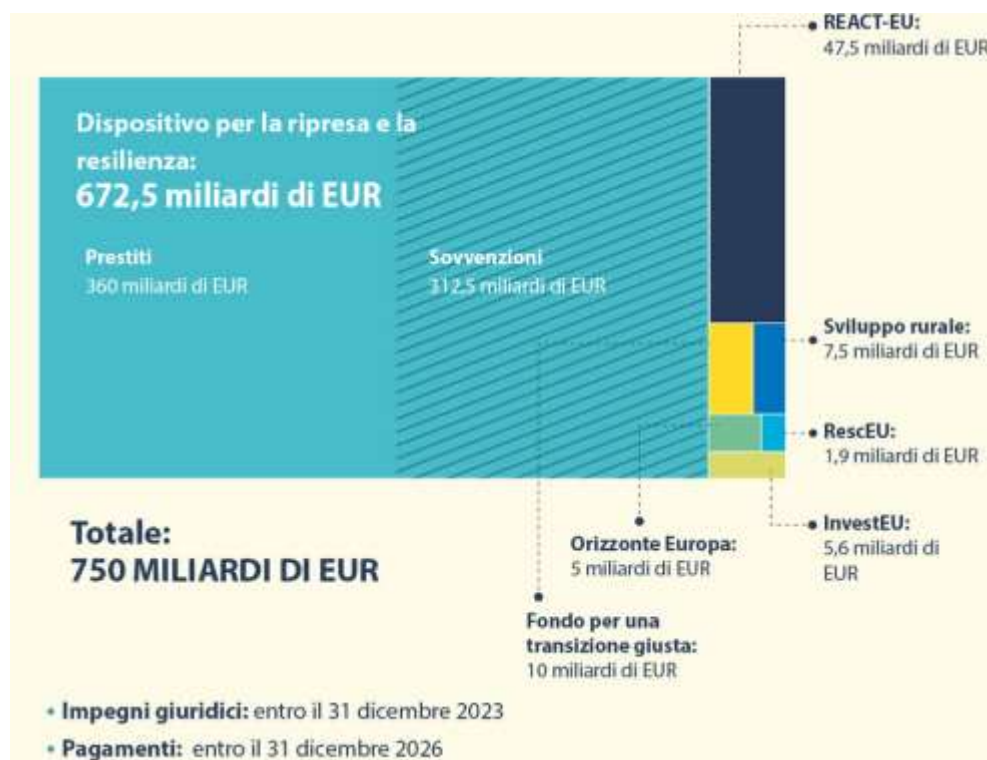 REACT-EU:
47,5 miliardi di EUR
Dispositivo per la ripresa e la
resilienza:
672,5 miliardi di EUR
Prestiti
360 miliardi di EUR
Sovvenzioni
312,5 miliardi di EUR
Sviluppo rurale:
7,5 miliardi di EUR
RescEU:
1,9 miliardi di EUR
InvestEU:
5,6 miliardi di
EUR
Orizzonte Europa:
5 miliardi di EUR
Fondo per una
transizione giusta:
10 miliardi di EUR
Totale:
750 MILIARDI DI EUR
• Impegni giuridici: entro il 31 dicembre 2023
• Pagamenti: entro il 31 dicembre 2026